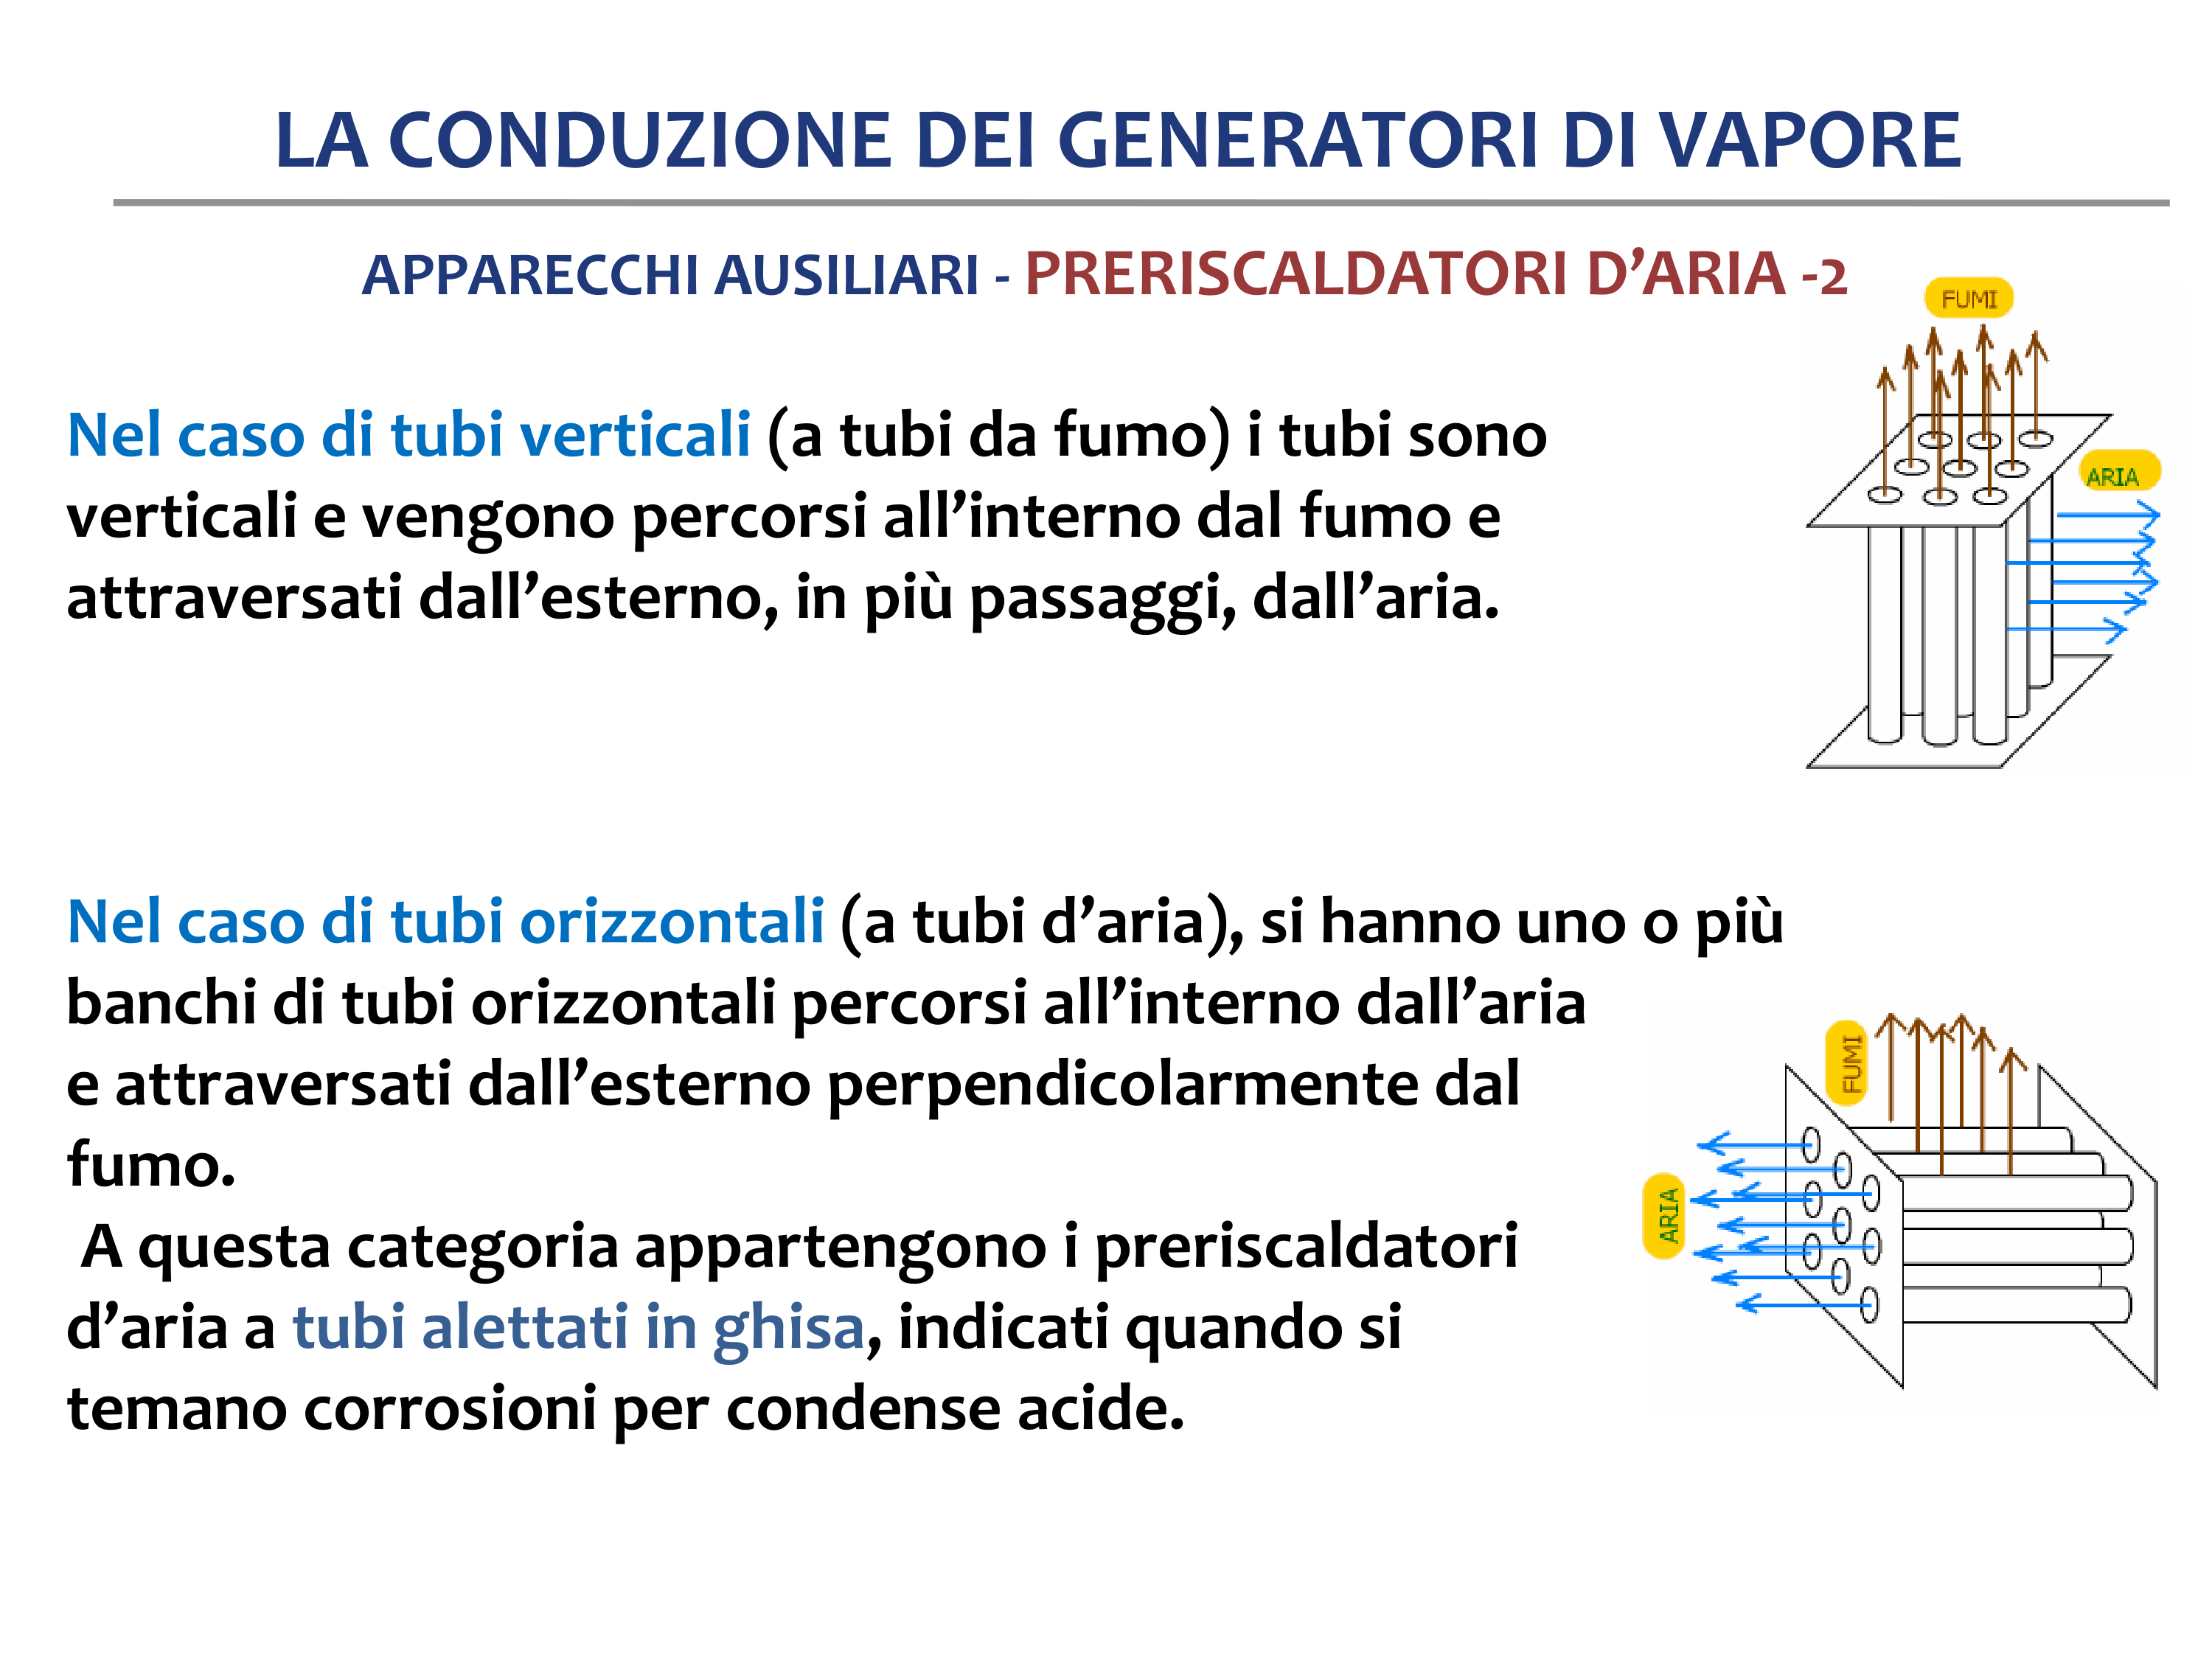 LA CONDUZIONE DEI GENERATORI DI VAPORE
APPARECCHI AUSILIARI - PRERISCALDATORI D’ARIA -2
FUMI
Nel caso di tubi verticali (a tubi da fumo) i tubi sono
ARIA
verticali e vengono percorsi all’interno dal fumo e
attraversati dall’esterno, in più passaggi, dall’aria.
Nel caso di tubi orizzontali (a tubi d’aria), si hanno uno o più
banchi di tubi orizzontali percorsi all’interno dall’aria
e attraversati dall’esterno perpendicolarmente dal
fumo.
A questa categoria appartengono i preriscaldatori
d’aria a tubi alettati in ghisa, indicati quando si
temano corrosioni per condense acide.
FUMI
ARIA